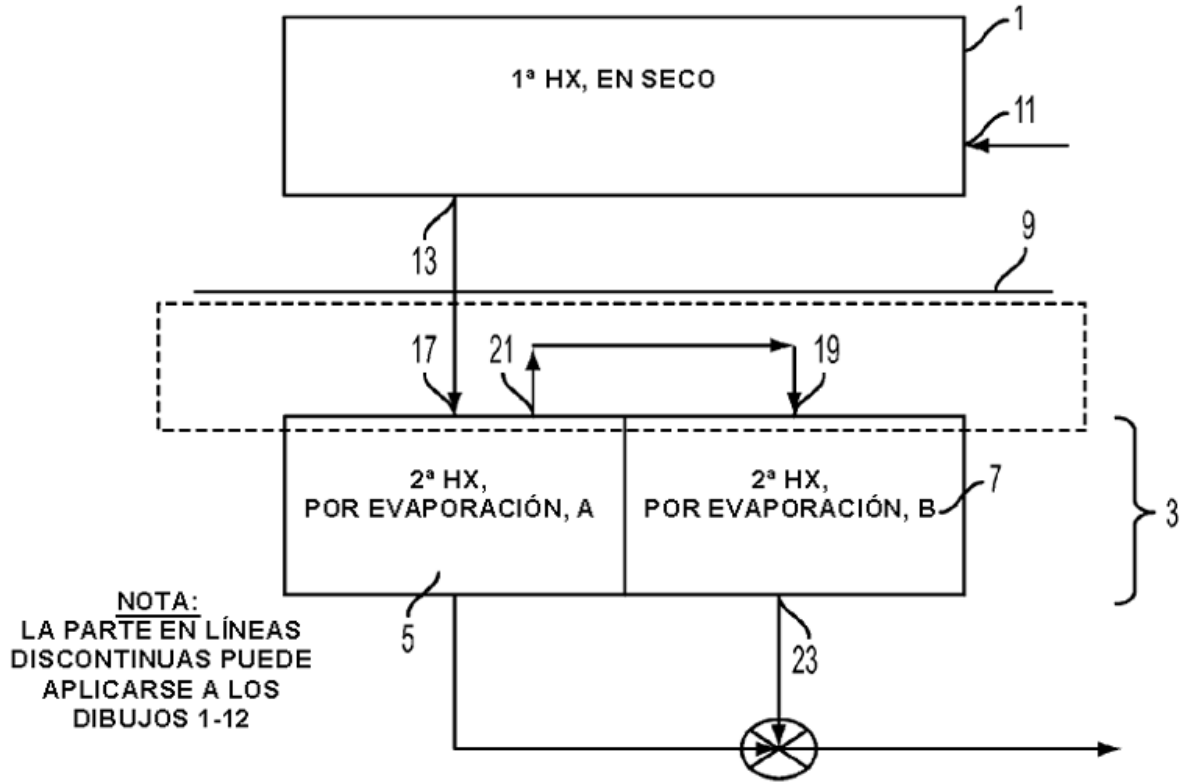 1
1ª HX, EN SECO
11
13
9
17
21
19
2ª HX,
POR EVAPORACIÓN, A
2ª HX,
POR EVAPORACIÓN, B
7
3
5
23
NOTA:
LA PARTE EN LÍNEAS
DISCONTINUAS PUEDE
APLICARSE A LOS
DIBUJOS 1-12